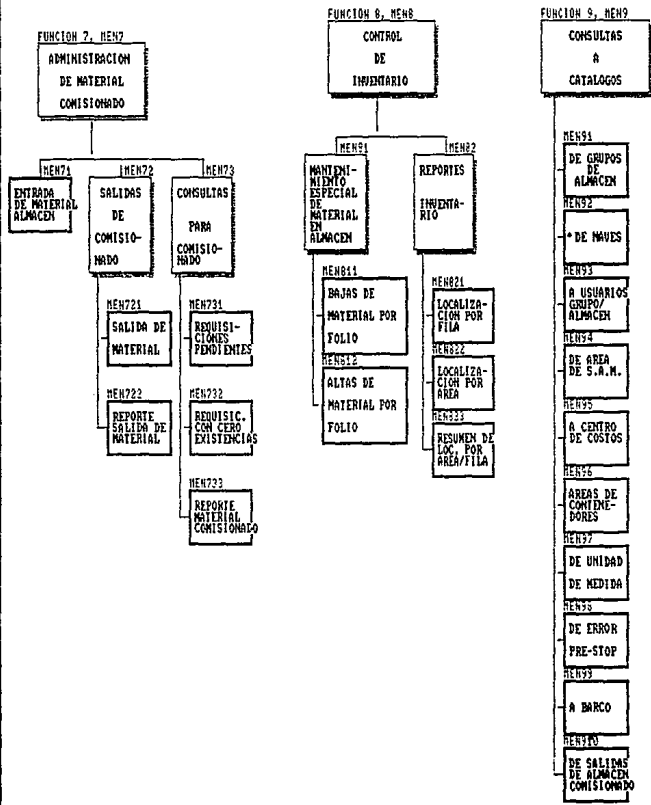 FUNCION 7, MEN7
ADMINISTRACION
DE MATERIAL
COMISIONADO
MEN71
ENTRADA
DE MATERIAL
ALMACEN
MEN72
SALIDAS
DE
COMISIO-
NADO
MEN721
SALIDA DE
MATERIAL
MEN722
REPORTE
SALIDA DE
MATERIAL
MEN73
CONSULTAS
PARA
COMISIO-
NADO
MEN731
REQUISI-
CIONES
PENDIENTES
MEN732
REQUISIC.
CON CERO
EXISTENCIAS
MEN733
REPORTE
MATERIAL
COMISIONADO
FUNCION 8, MEN8
CONTROL
DE
INVENTARIO
MEN91
MANTENI-
MIENTO
ESPECIAL
DE
MATERIAL
EN
ALMACEN
MEN811
BAJAS DE
MATERIAL POR
FOLIO
MEN812
ALTAS DE
MATERIAL POR
FOLIO
MEN82
REPORTES
INVENTA-
RIO
MEN821
LOCALIZA-
CION POR
FILA
MEN822
LOCALIZA-
CION POR
AREA
MEN833
RESUMEN DE
LOC. POR
AREA/FILA
FUNCION 9, MEN9
CONSULTAS
A
CATALOGOS
MEN91
DE GRUPOS
DE
ALMACEN
MEN92
* DE NAVES
MEN93
A USUARIOS
GRUPO/
ALMACEN
MEN94
DE AREA
DE S.A.M.
MEN95
A CENTRO
DE COSTOS
MEN96
AREAS DE
CONTENE-
DORES
MEN97
DE UNIDAD
DE MEDIDA
MEN98
DE ERROR
PRE-STOP
MEN99
A BARCO
MEN910
DE SALIDAS
DE ALMACEN
COMISIONADO